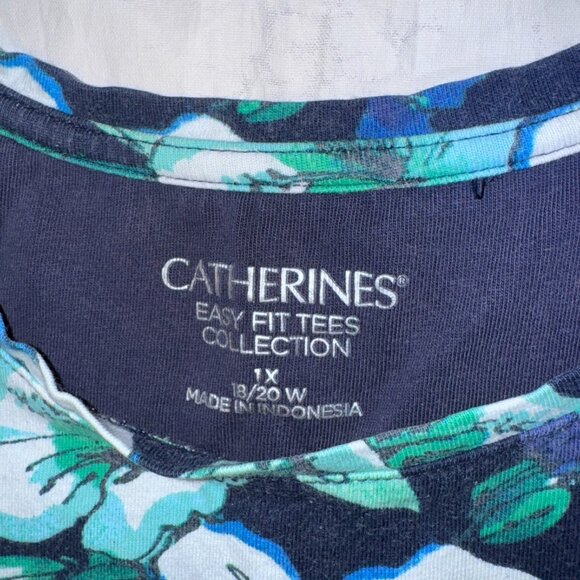 CATHERINES®
EASY FIT TEES
COLLECTION
1X
18/20 W
MADE IN INDONESIA